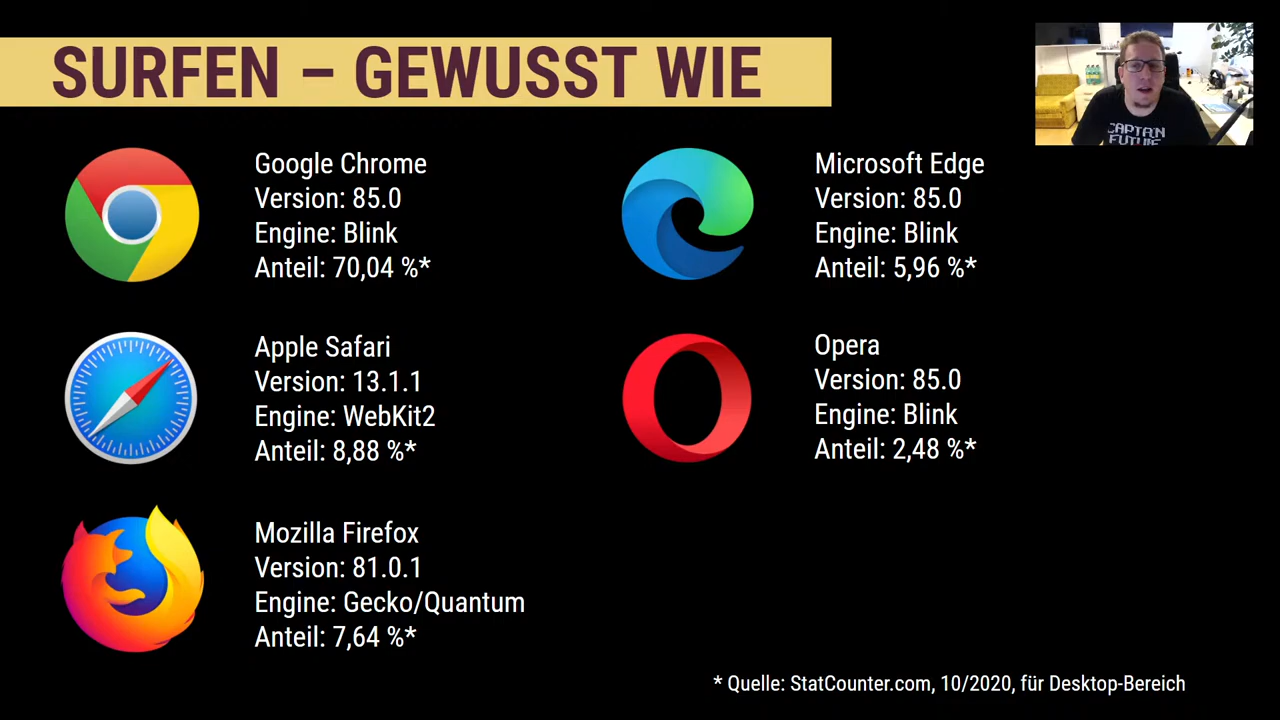 SURFEN – GEWUSST WIE
CAPTAIN
FUTURE
Google Chrome
Version: 85.0
Engine: Blink
Anteil: 70,04 %*
Microsoft Edge
Version: 85.0
Engine: Blink
Anteil: 5,96 %*
Apple Safari
Version: 13.1.1
Engine: WebKit2
Anteil: 8,88 %*
Opera
Version: 85.0
Engine: Blink
Anteil: 2,48 %*
Mozilla Firefox
Version: 81.0.1
Engine: Gecko/Quantum
Anteil: 7,64 %*
* Quelle: StatCounter.com, 10/2020, für Desktop-Bereich